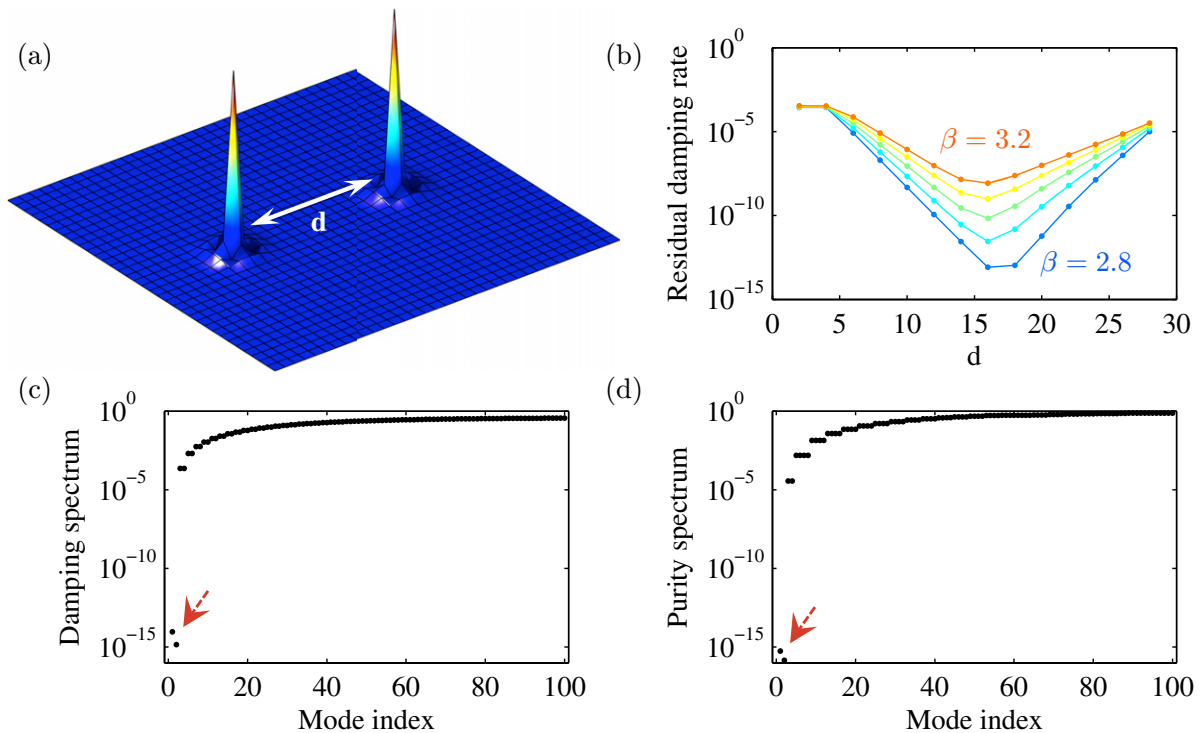 (a)
d
(b)
Residual damping rate
10^0
10^−5
10^−10
10^−15
β = 3.2
β = 2.8
0 5 10 15 20 25 30
d
(c)
Damping spectrum
10^0
10^−5
10^−10
10^−15
0 20 40 60 80 100
Mode index
(d)
Purity spectrum
10^0
10^−5
10^−10
10^−15
0 20 40 60 80 100
Mode index